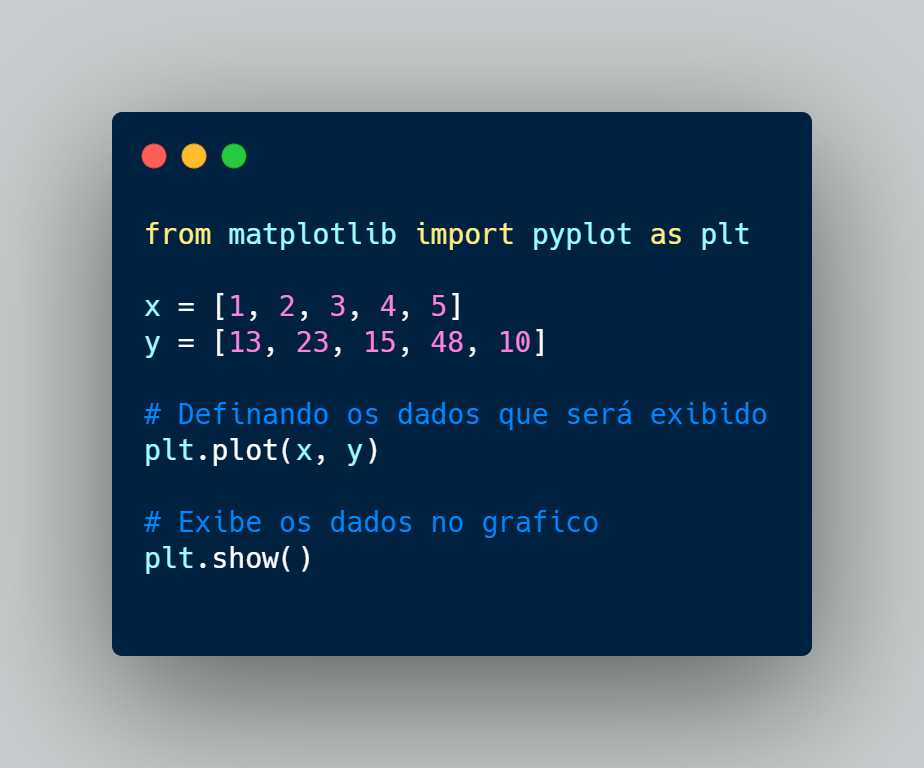 from matplotlib import pyplot as plt
x = [1, 2, 3, 4, 5]
y = [13, 23, 15, 48, 10]
# Definando os dados que será exibido
plt.plot(x, y)
# Exibe os dados no grafico
plt.show()